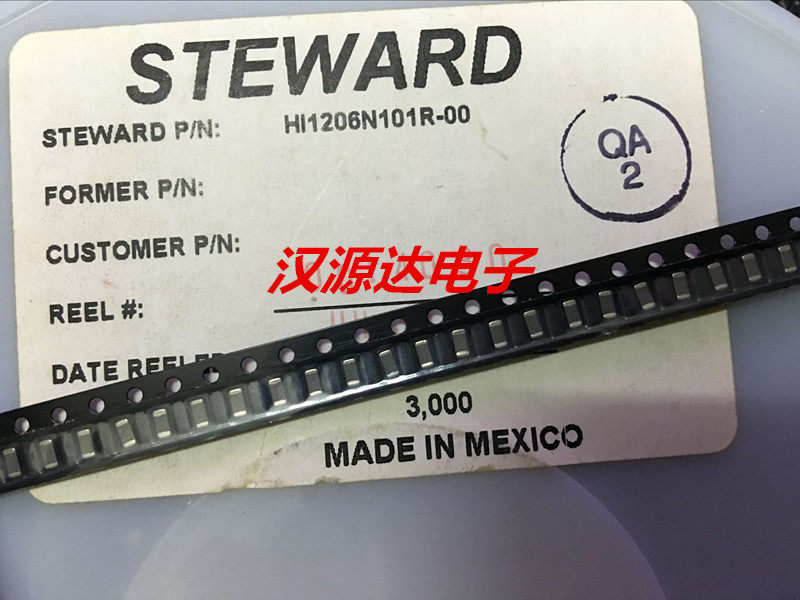 STEWARD
STEWARD P/N: HI1206N101R-00
QA
2
FORMER P/N:
CUSTOMER P/N:
汉源达电子
REEL #:
DATE
3,000
MADE IN MEXICO